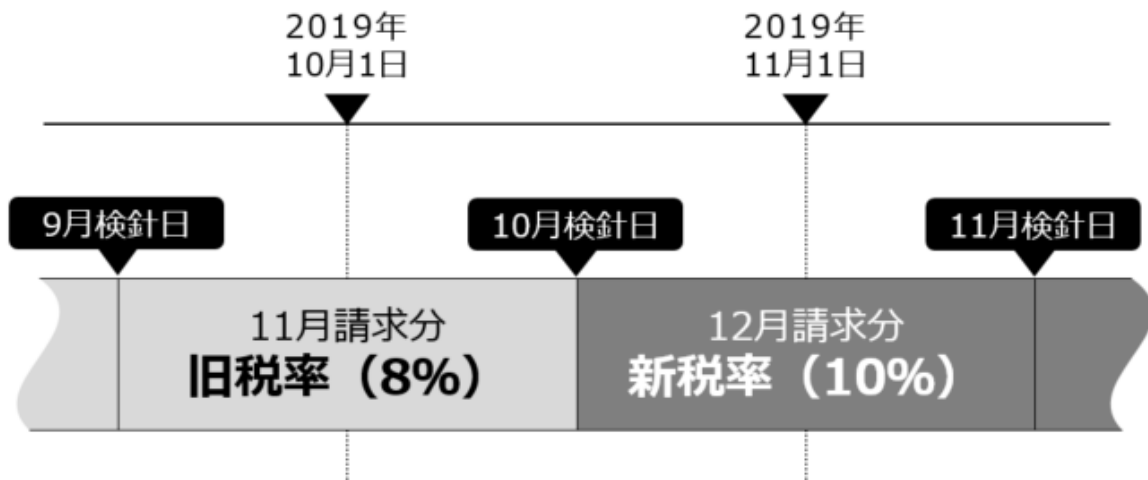 2019年
10月1日
2019年
11月1日
9月検針日
10月検針日
11月検針日
11月請求分
旧税率（8%）
12月請求分
新税率（10%）